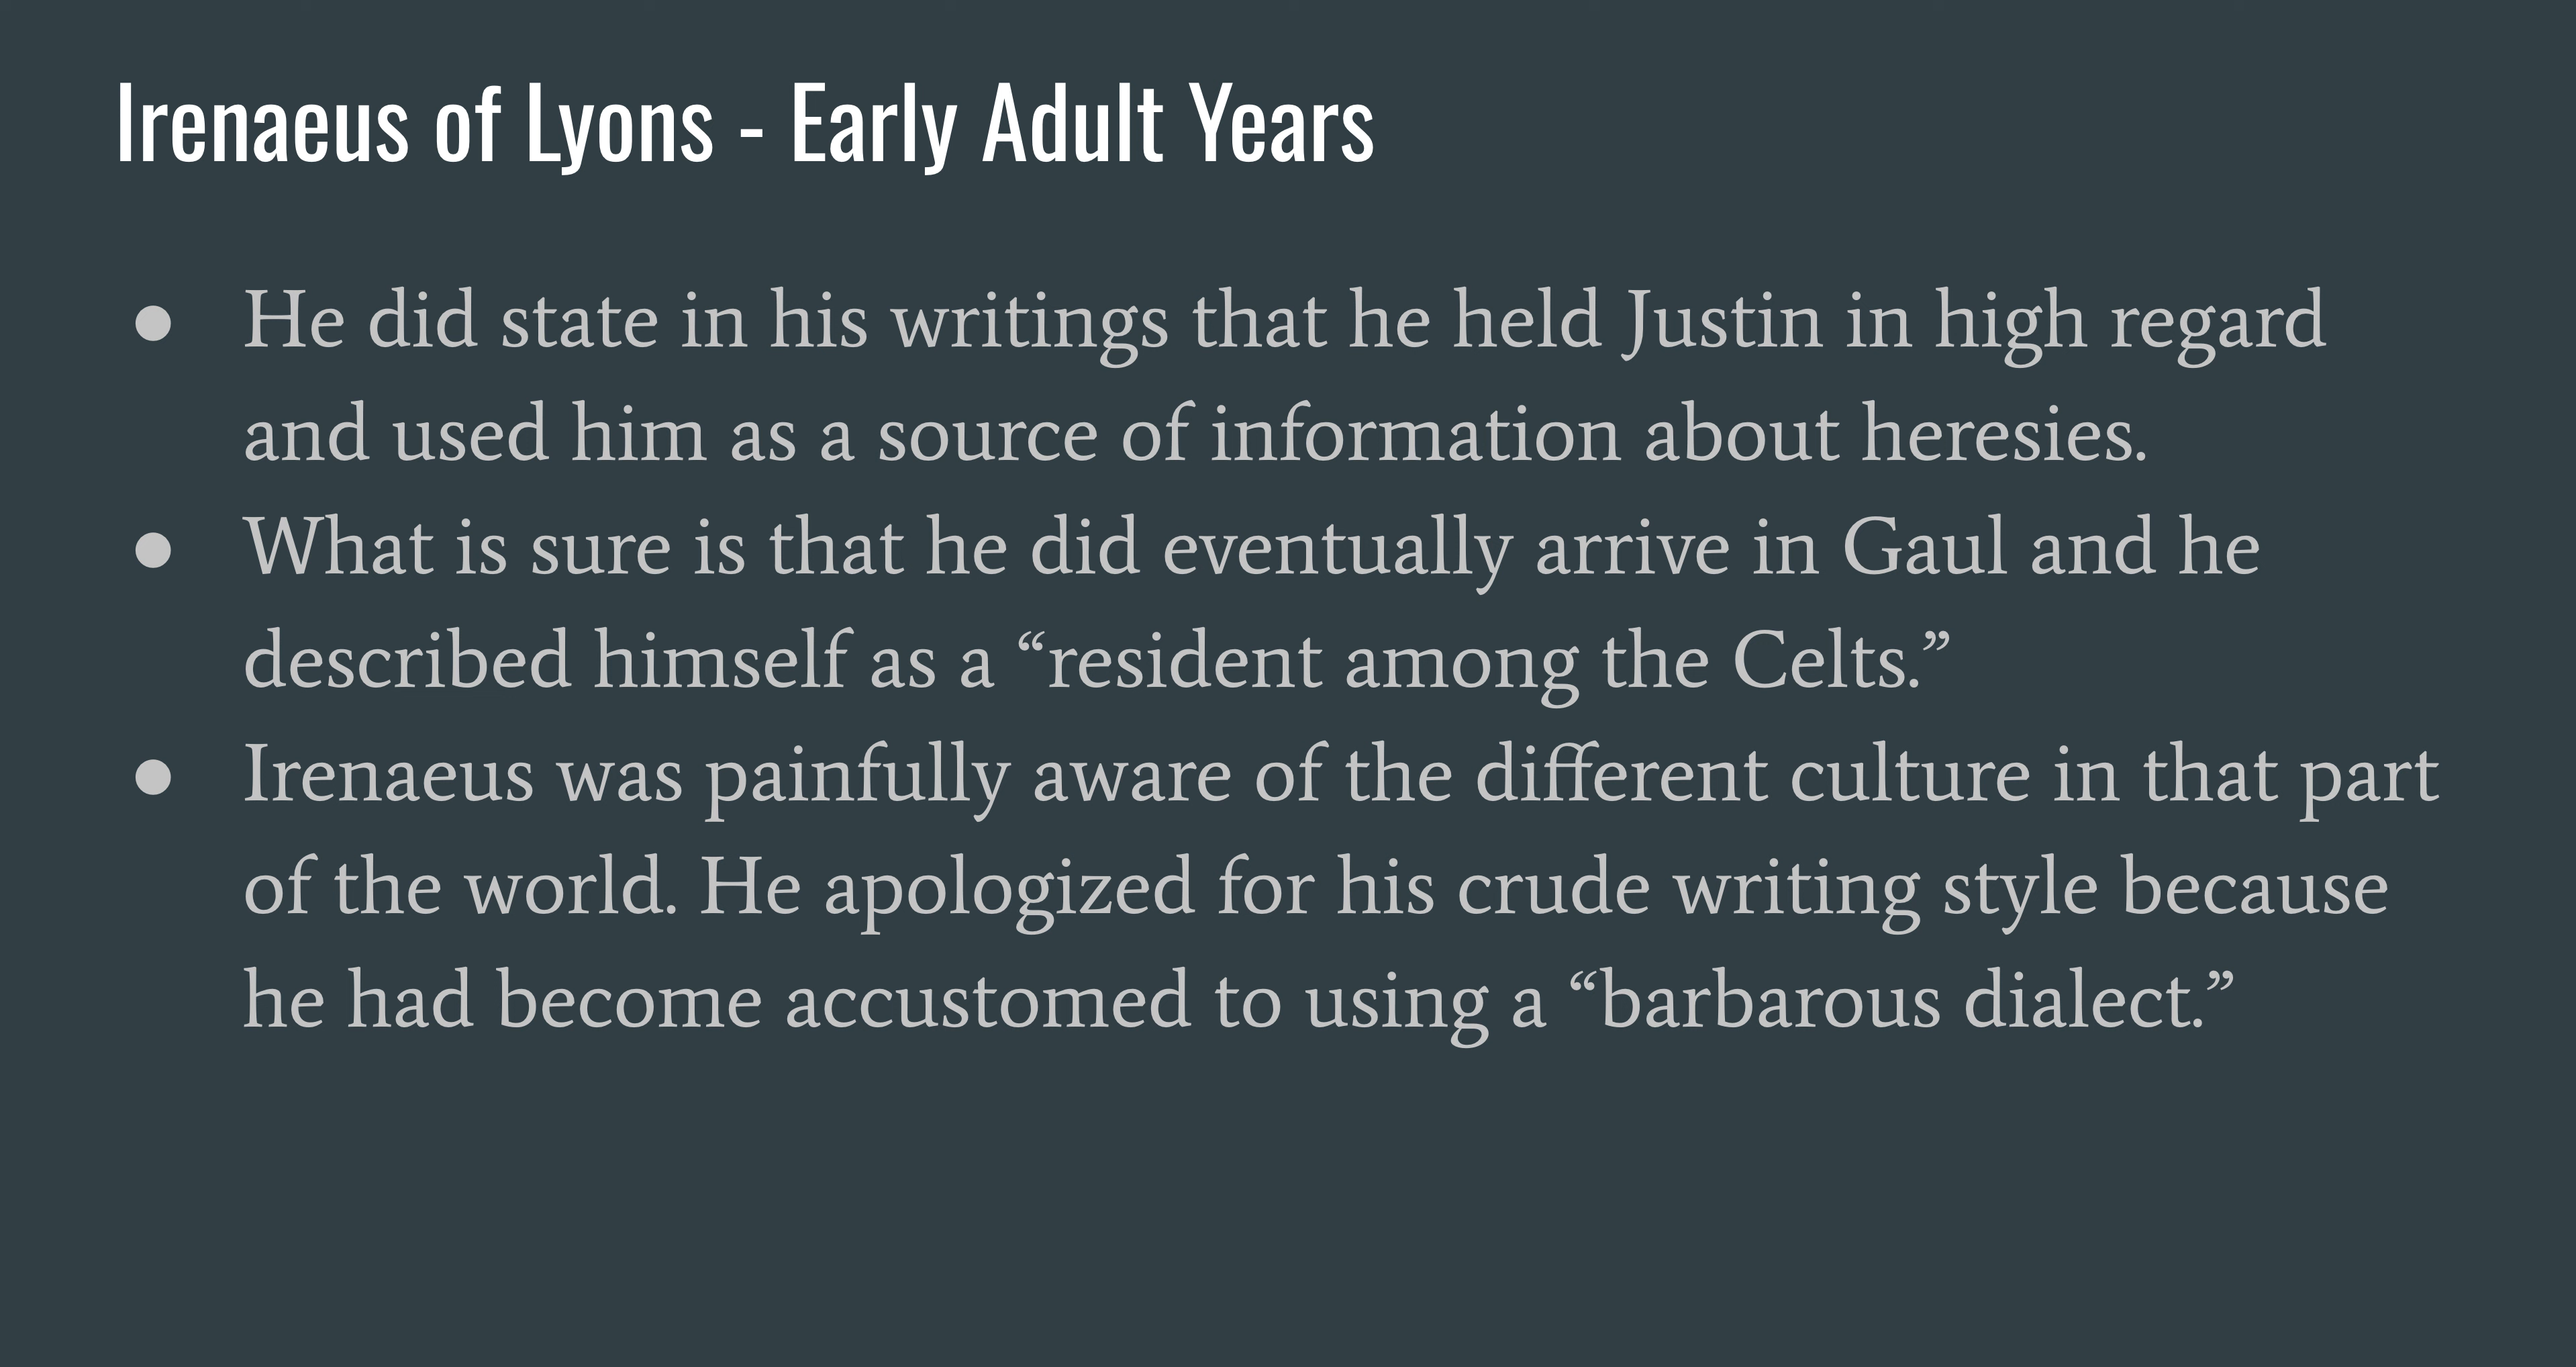 Irenaeus of Lyons - Early Adult Years
● He did state in his writings that he held Justin in high regard
and used him as a source of information about heresies.
● What is sure is that he did eventually arrive in Gaul and he
described himself as a “resident among the Celts.”
● Irenaeus was painfully aware of the different culture in that part
of the world. He apologized for his crude writing style because
he had become accustomed to using a “barbarous dialect.”